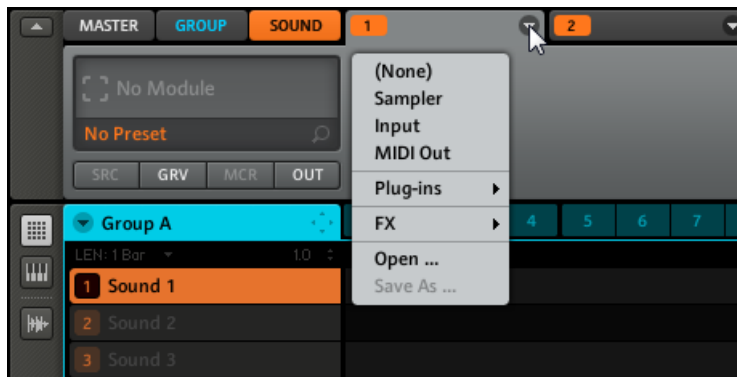 MASTER GROUP SOUND 1 2
No Module
No Preset
SRC GRV MCR OUT
(None)
Sampler
Input
MIDI Out
Plug-ins
FX
Open ...
Save As ...
Group A 4 5 6 7
LEN: 1 Bar 1.0
1 Sound 1
2 Sound 2
3 Sound 3